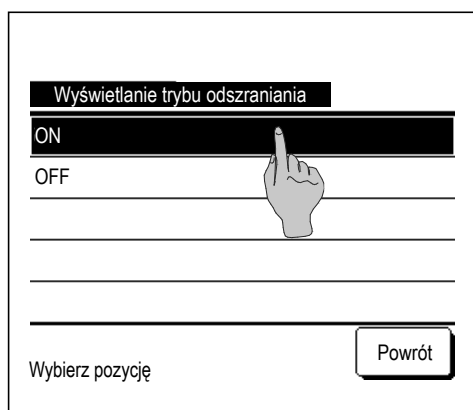 Wyświetlanie trybu odszraniania
ON
OFF
Powrót
Wybierz pozycję